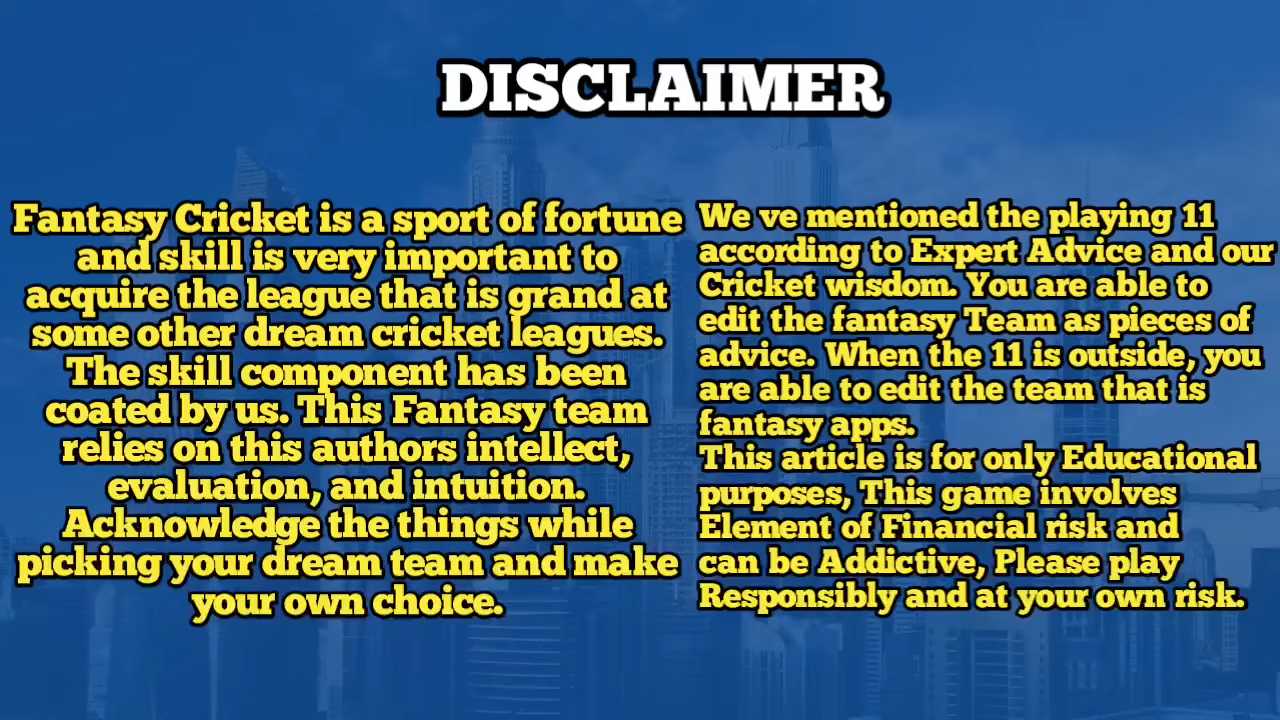 DISCLAIMER
Fantasy Cricket is a sport of fortune
and skill is very important to
acquire the league that is grand at
some other dream cricket leagues.
The skill component has been
coated by us. This Fantasy team
relies on this authors intellect,
evaluation, and intuition.
Acknowledge the things while
picking your dream team and make
your own choice.
We ve mentioned the playing 11
according to Expert Advice and our
Cricket wisdom. You are able to
edit the fantasy Team as pieces of
advice. When the 11 is outside, you
are able to edit the team that is
fantasy apps.
This article is for only Educational
purposes, This game involves
Element of Financial risk and
can be Addictive, Please play
Responsibly and at your own risk.